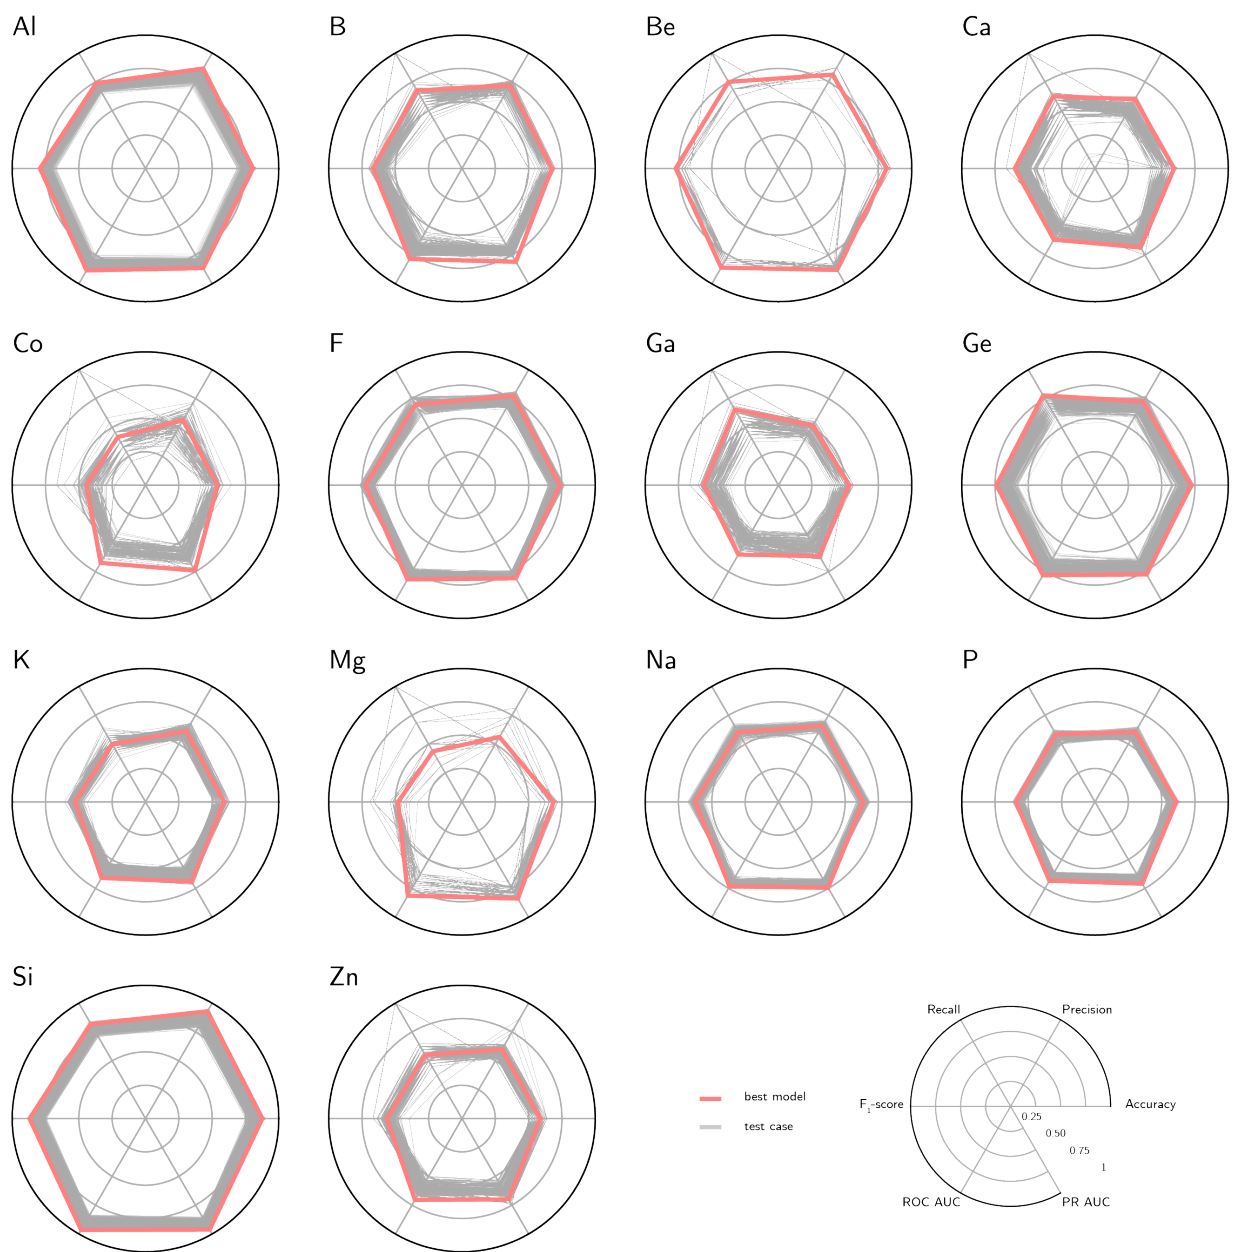 Al
B
Be
Ca
Co
F
Ga
Ge
K
Mg
Na
P
Si
Zn
Recall
Precision
best model
F1-score
Accuracy
0.25
test case
0.50
0.75
1
ROC AUC
PR AUC